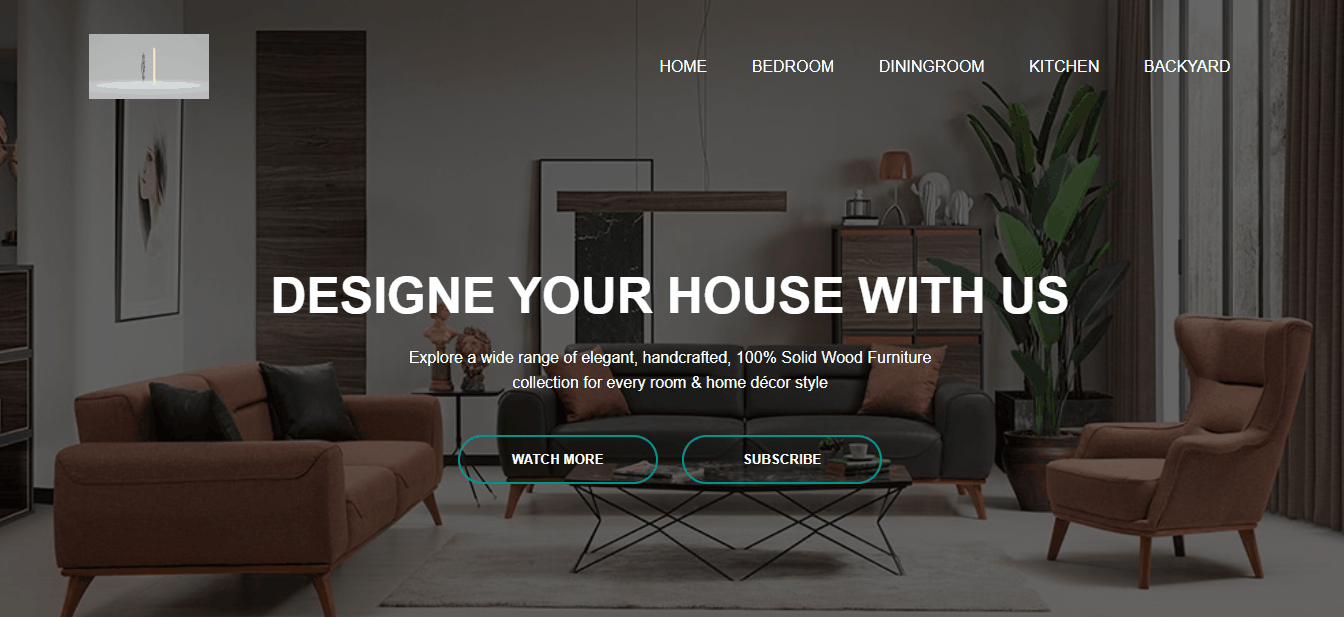 HOME BEDROOM DININGROOM KITCHEN BACKYARD
DESIGNE YOUR HOUSE WITH US
Explore a wide range of elegant, handcrafted, 100% Solid Wood Furniture
collection for every room & home décor style
WATCH MORE SUBSCRIBE